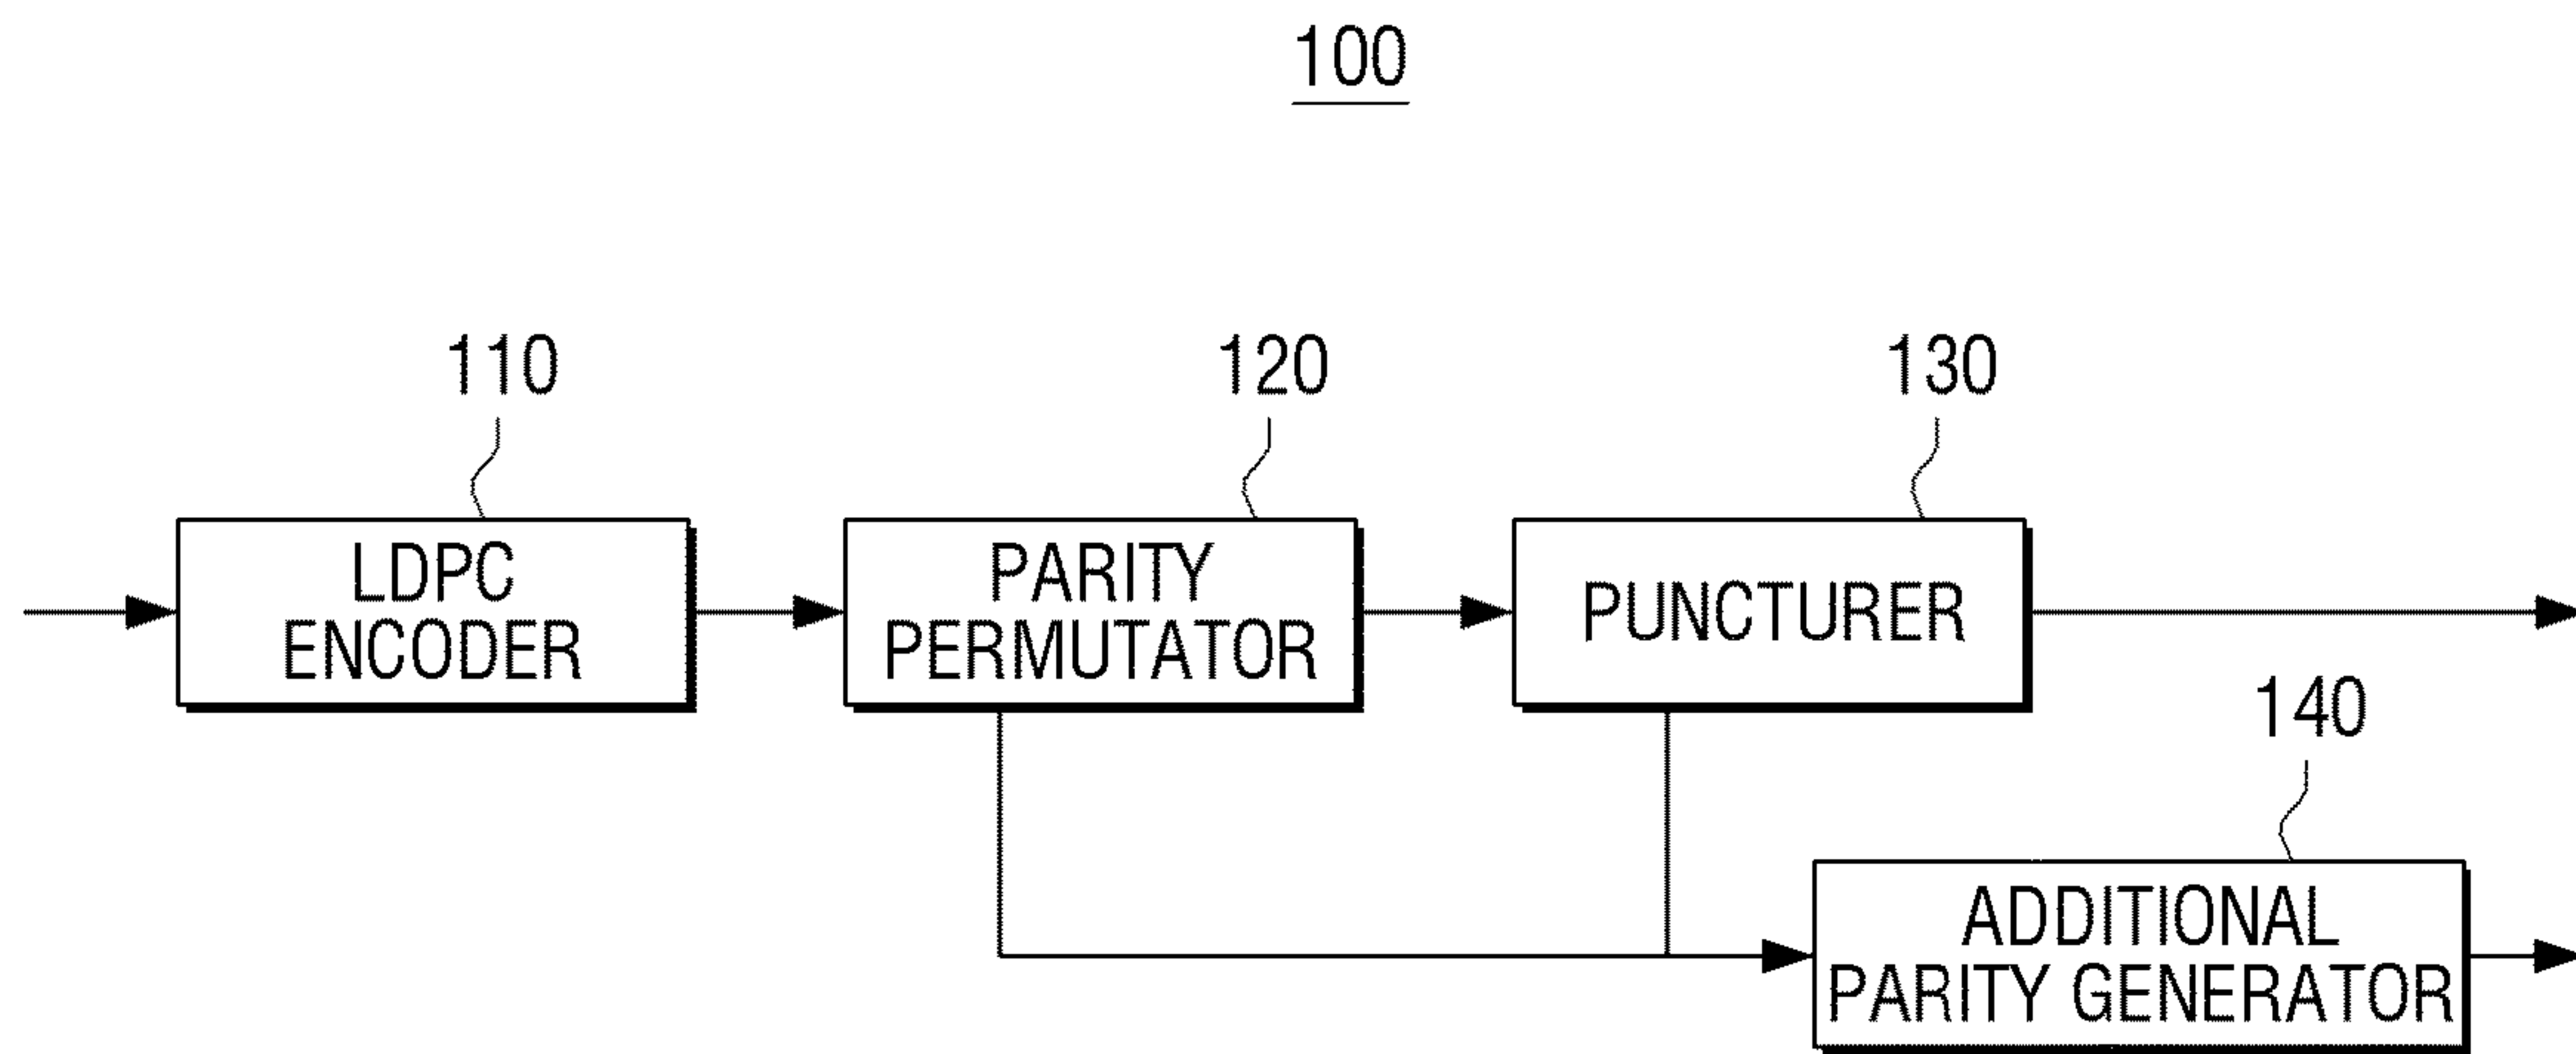 100
110
120
130
LDPC
ENCODER
PARITY
PERMUTATOR
PUNCTURER
140
ADDITIONAL
PARITY GENERATOR